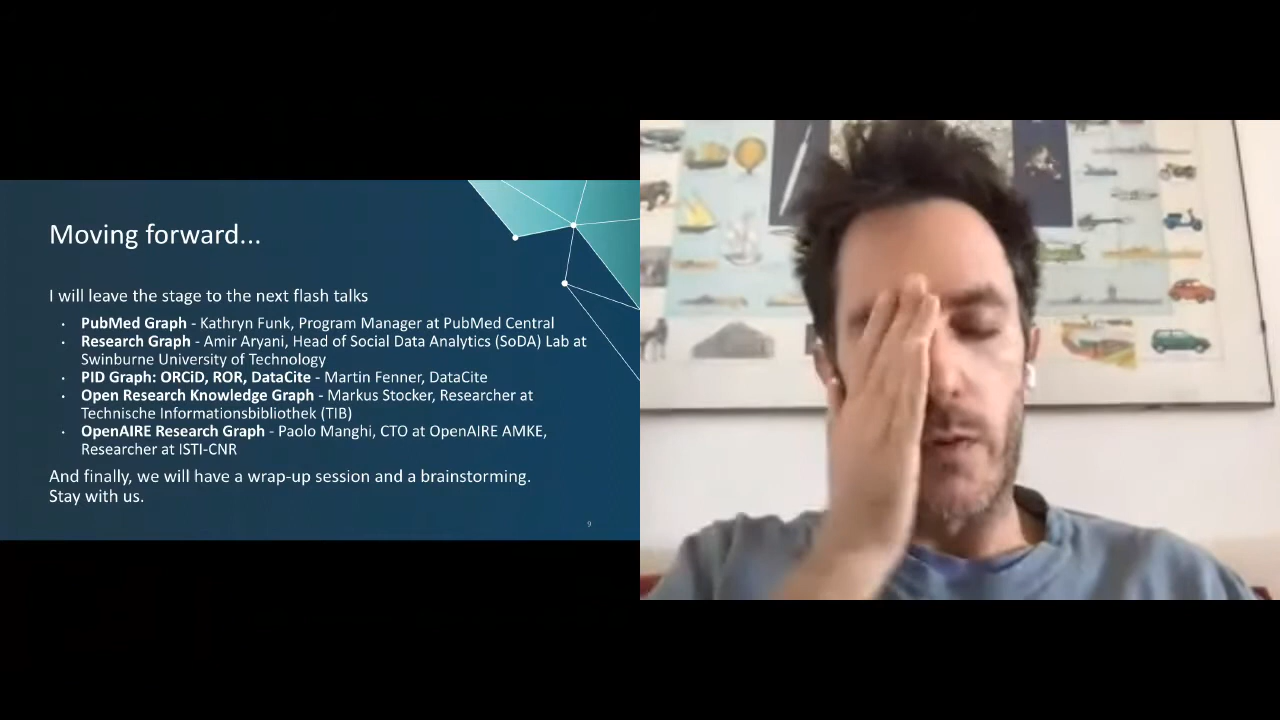 Moving forward...
I will leave the stage to the next flash talks
• PubMed Graph - Kathryn Funk, Program Manager at PubMed Central
• Research Graph - Amir Aryani, Head of Social Data Analytics (SoDA) Lab at
Swinburne University of Technology
• PID Graph: ORCiD, ROR, DataCite - Martin Fenner, DataCite
• Open Research Knowledge Graph - Markus Stocker, Researcher at
Technische Informationsbibliothek (TIB)
• OpenAIRE Research Graph - Paolo Manghi, CTO at OpenAIRE AMKE,
Researcher at ISTI-CNR
And finally, we will have a wrap-up session and a brainstorming.
Stay with us.
9